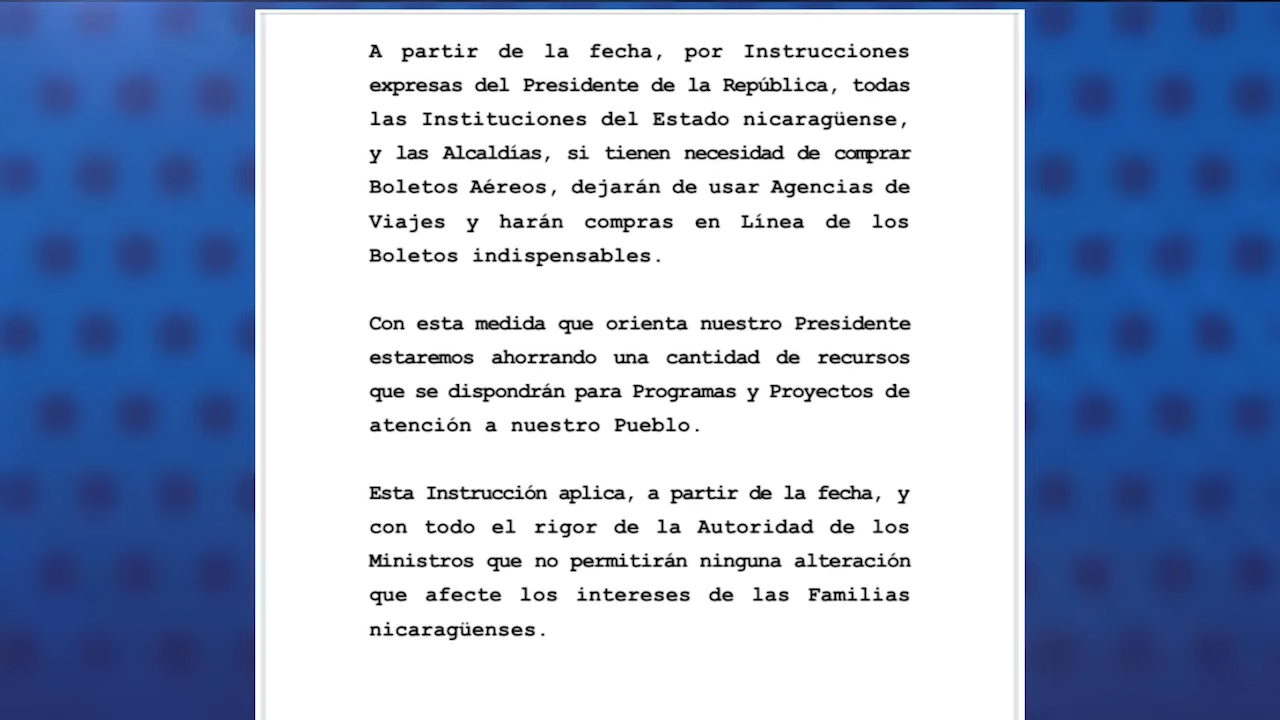 A partir de la fecha, por Instrucciones
expresas del Presidente de la República, todas
las Instituciones del Estado nicaragüense,
y las Alcaldías, si tienen necesidad de comprar
Boletos Aéreos, dejarán de usar Agencias de
Viajes y harán compras en Línea de los
Boletos indispensables.
Con esta medida que orienta nuestro Presidente
estaremos ahorrando una cantidad de recursos
que se dispondrán para Programas y Proyectos de
atención a nuestro Pueblo.
Esta Instrucción aplica, a partir de la fecha, y
con todo el rigor de la Autoridad de los
Ministros que no permitirán ninguna alteración
que afecte los intereses de las Familias
nicaragüenses.